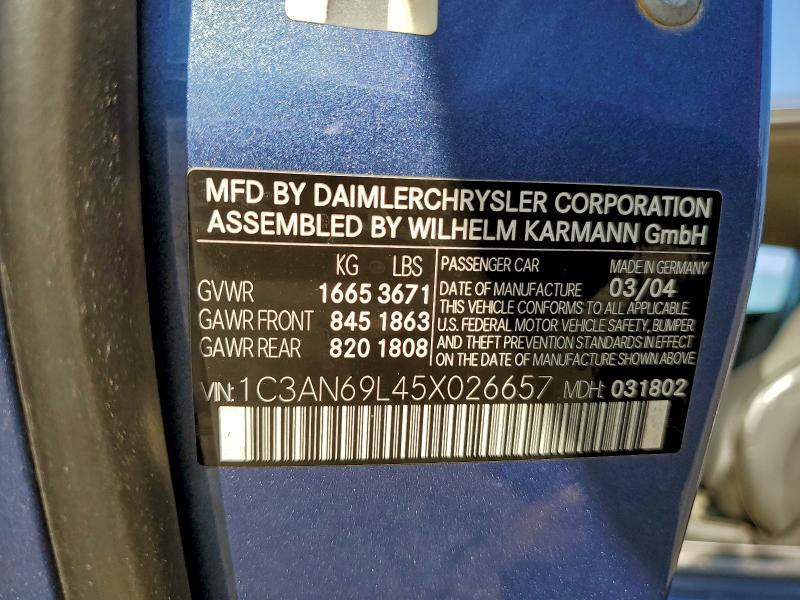 MFD BY DAIMLERCHRYSLER CORPORATION
ASSEMBLED BY WILHELM KARMANN GmbH
KG LBS
GVWR 1665 3671
GAWR FRONT 845 1863
GAWR REAR 820 1808
PASSENGER CAR MADE IN GERMANY
DATE OF MANUFACTURE 03/04
THIS VEHICLE CONFORMS TO ALL APPLICABLE
U.S. FEDERAL MOTOR VEHICLE SAFETY, BUMPER
AND THEFT PREVENTION STANDARDS IN EFFECT
ON THE DATE OF MANUFACTURE SHOWN ABOVE
VIN: 1C3AN69L45X026657 MDH: 031802